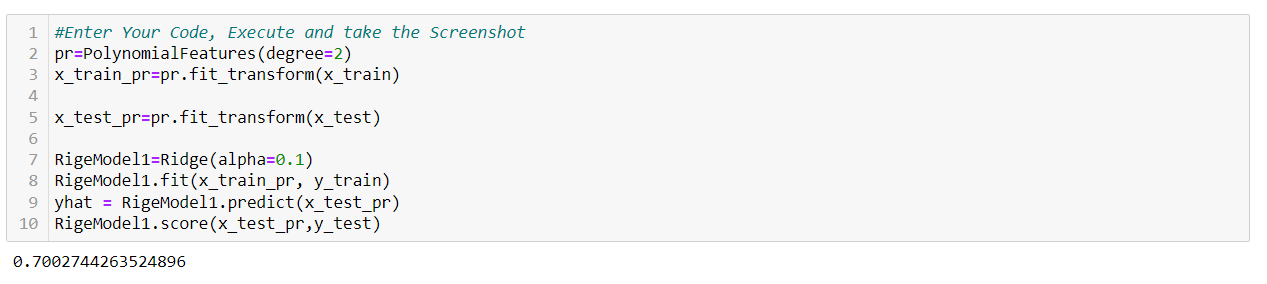 1 #Enter Your Code, Execute and take the Screenshot
2 pr=PolynomialFeatures(degree=2)
3 x_train_pr=pr.fit_transform(x_train)
4
5 x_test_pr=pr.fit_transform(x_test)
6
7 RigeModel1=Ridge(alpha=0.1)
8 RigeModel1.fit(x_train_pr, y_train)
9 yhat = RigeModel1.predict(x_test_pr)
10 RigeModel1.score(x_test_pr,y_test)
0.7002744263524896